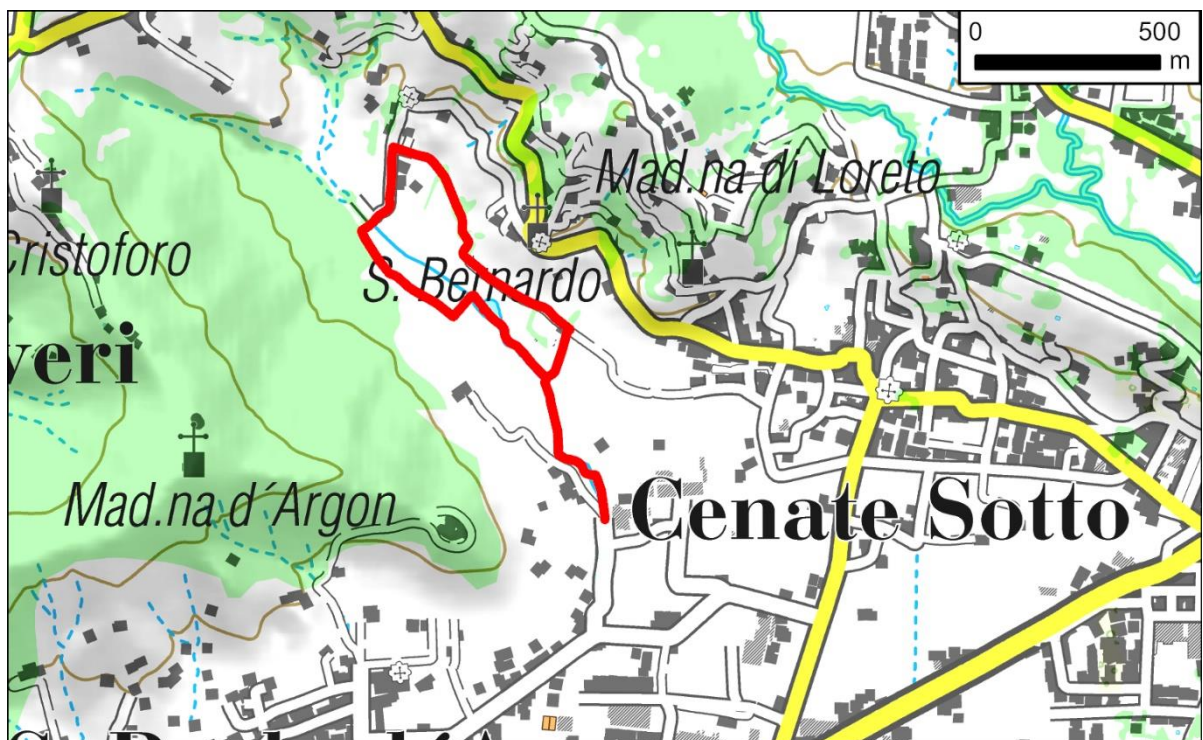 0 500
m
Mad.na di Loreto
Cristoforo
S. Bernardo
veri
Mad.na d´Argon
Cenate Sotto